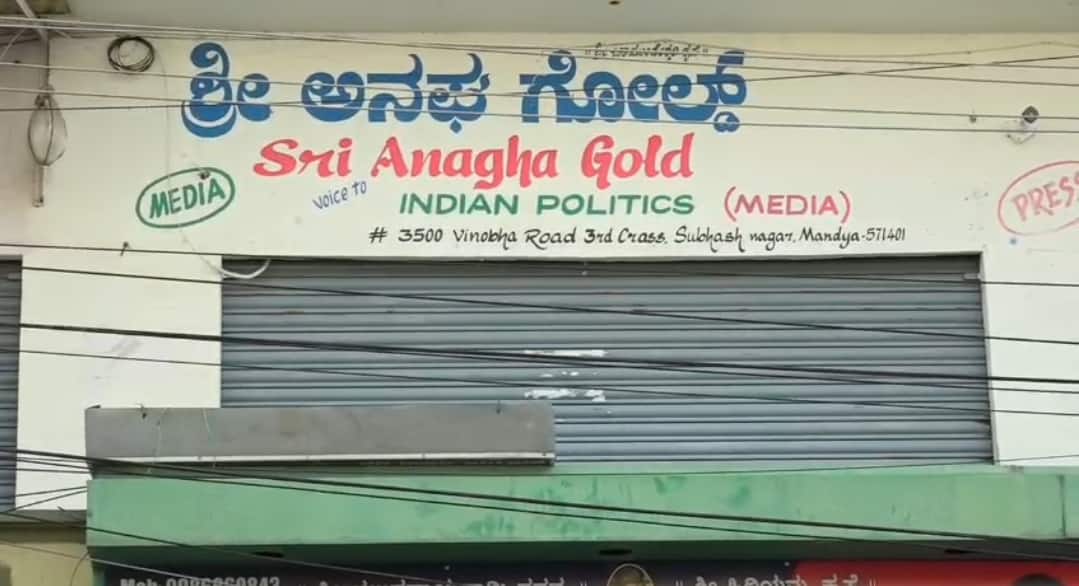 ಶ್ರೀ ಅನಘ ಗೋಲ್ಡ್
Sri Anagha Gold
MEDIA
voice to
INDIAN POLITICS (MEDIA)
PRESS
# 3500 Vinobha Road 3rd Crass, Subhash nagar, Mandya-571401